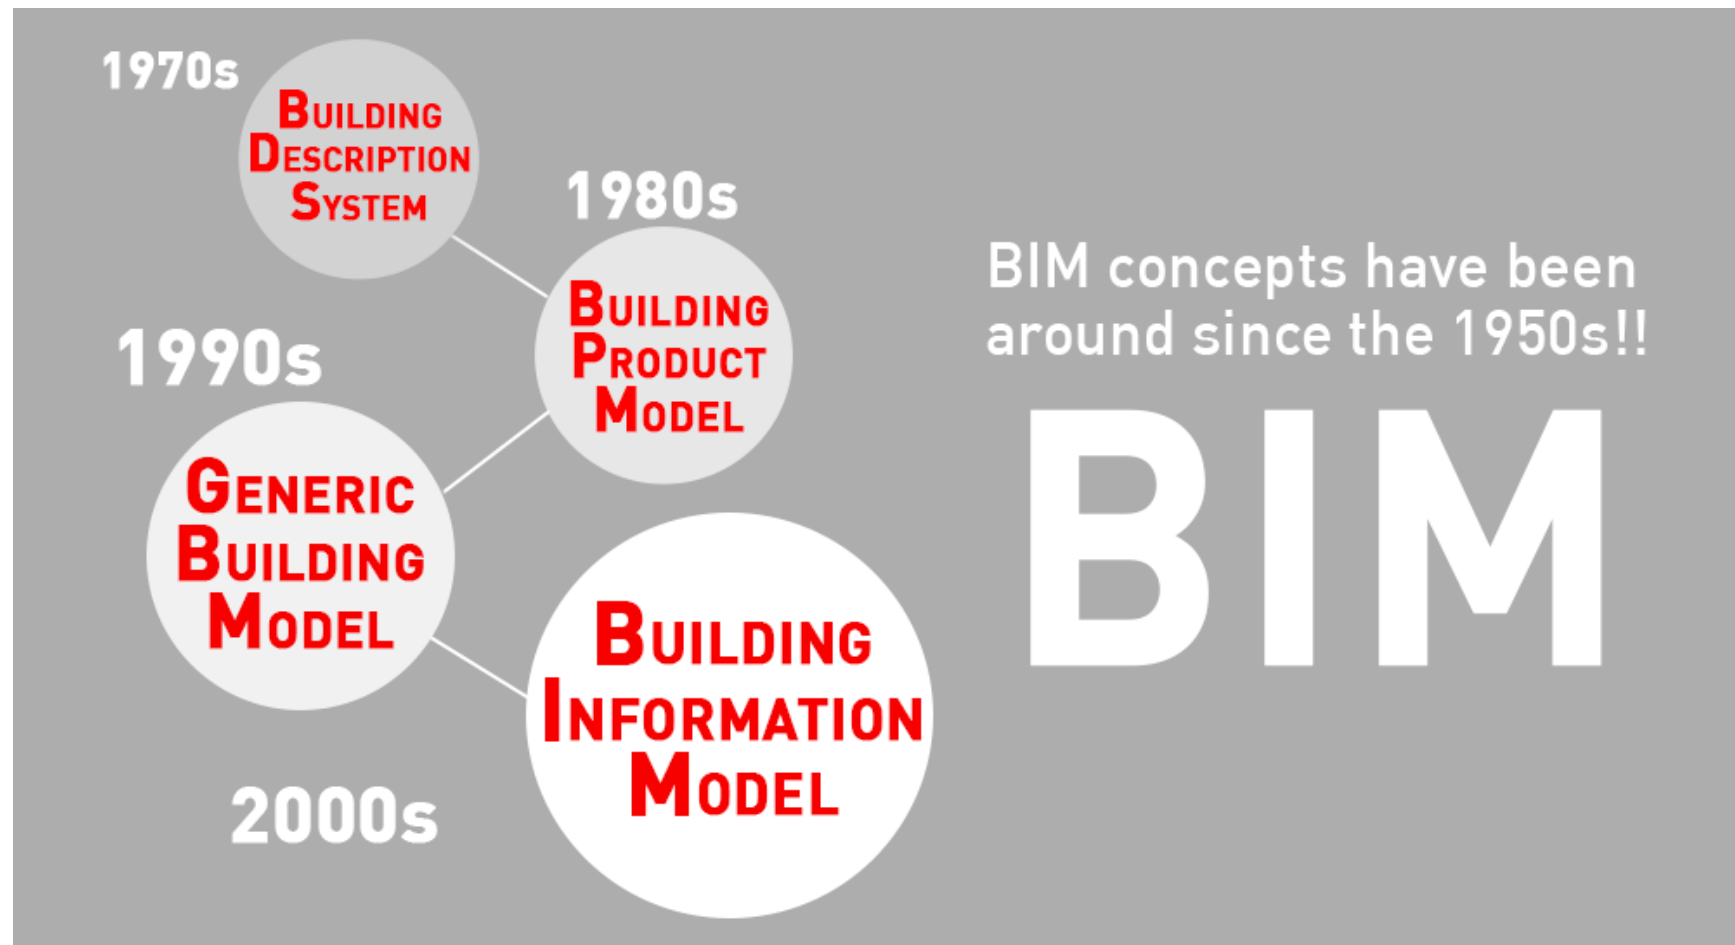 1970s
BUILDING
DESCRIPTION
SYSTEM
1980s
BUILDING
PRODUCT
MODEL
1990s
GENERIC
BUILDING
MODEL
2000s
BUILDING
INFORMATION
MODEL
BIM concepts have been
around since the 1950s!!
BIM